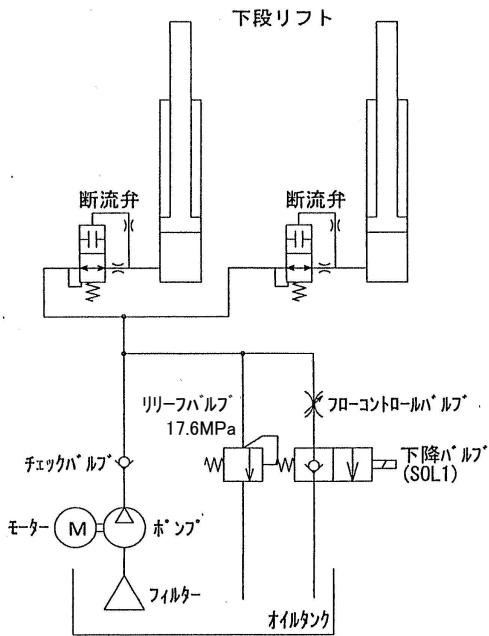 下段リフト
断流弁
断流弁
リリーフバルブ
17.6MPa
フローコントロールバルブ
チェックバルブ
下降バルブ
(SOL1)
モーター
M
ポンプ
フィルター
オイルタンク